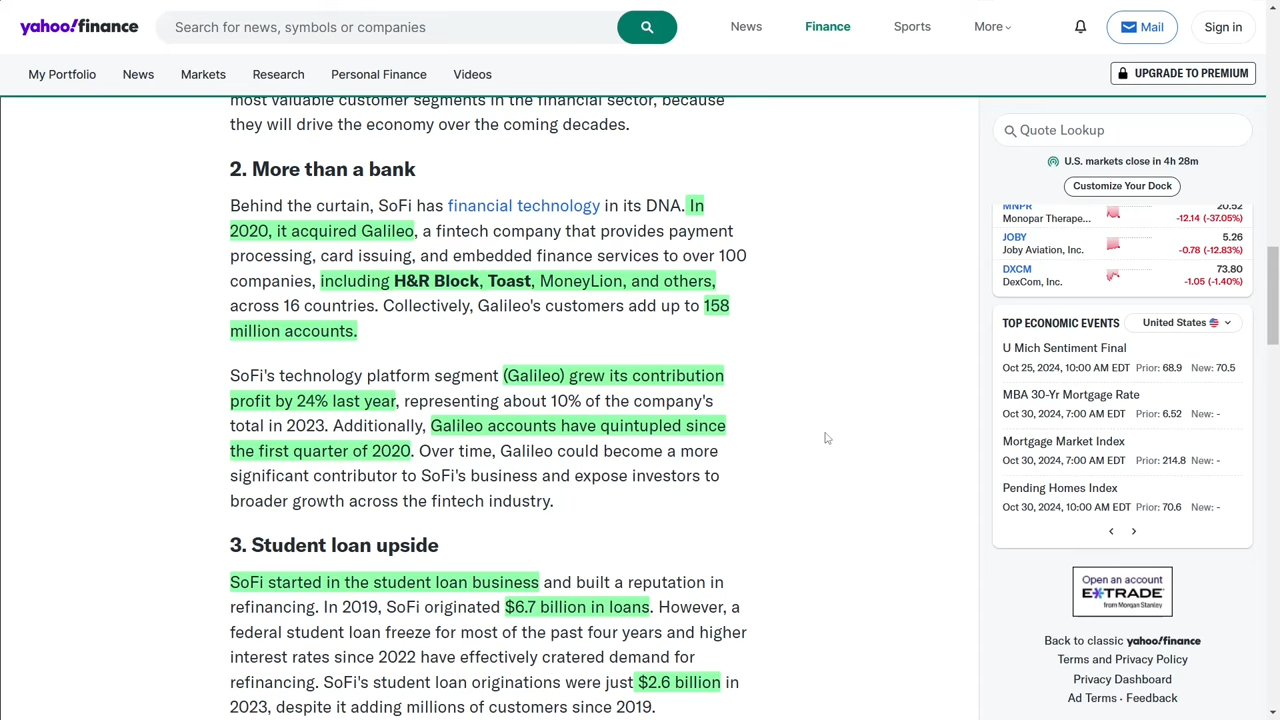 yahoo!finance
Search for news, symbols or companies
News
Finance
Sports
More
Mail
Sign in
My Portfolio
News
Markets
Research
Personal Finance
Videos
UPGRADE TO PREMIUM
most valuable customer segments in the financial sector, because
they will drive the economy over the coming decades.
2. More than a bank
Behind the curtain, SoFi has financial technology in its DNA. In
2020, it acquired Galileo, a fintech company that provides payment
processing, card issuing, and embedded finance services to over 100
companies, including H&R Block, Toast, MoneyLion, and others,
across 16 countries. Collectively, Galileo's customers add up to 158
million accounts.
SoFi's technology platform segment (Galileo) grew its contribution
profit by 24% last year, representing about 10% of the company's
total in 2023. Additionally, Galileo accounts have quintupled since
the first quarter of 2020. Over time, Galileo could become a more
significant contributor to SoFi's business and expose investors to
broader growth across the fintech industry.
3. Student loan upside
SoFi started in the student loan business and built a reputation in
refinancing. In 2019, SoFi originated $6.7 billion in loans. However, a
federal student loan freeze for most of the past four years and higher
interest rates since 2022 have effectively cratered demand for
refinancing. SoFi's student loan originations were just $2.6 billion in
2023, despite it adding millions of customers since 2019.
Quote Lookup
U.S. markets close in 4h 28m
Customize Your Dock
MNPR 20.52
Monopar Therape... -12.14 (-37.05%)
JOBY 5.26
Joby Aviation, Inc. -0.78 (-12.83%)
DXCM 73.80
DexCom, Inc. -1.05 (-1.40%)
TOP ECONOMIC EVENTS
United States
U Mich Sentiment Final
Oct 25, 2024, 10:00 AM EDT Prior: 68.9 New: 70.5
MBA 30-Yr Mortgage Rate
Oct 30, 2024, 7:00 AM EDT Prior: 6.52 New: -
Mortgage Market Index
Oct 30, 2024, 7:00 AM EDT Prior: 214.8 New: -
Pending Homes Index
Oct 30, 2024, 10:00 AM EDT Prior: 70.6 New: -
Open an account
E*TRADE
from Morgan Stanley
Back to classic yahoo!finance
Terms and Privacy Policy
Privacy Dashboard
Ad Terms · Feedback